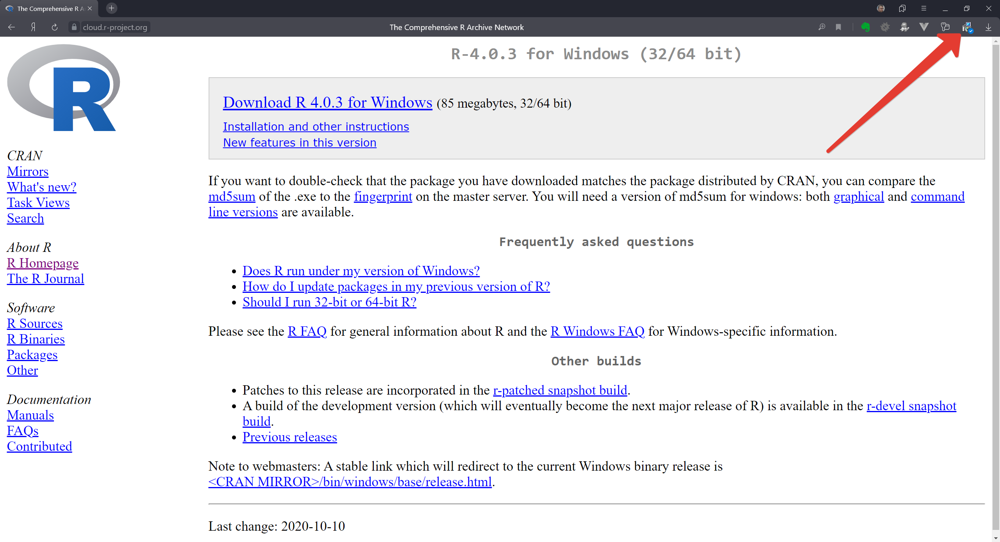 The Comprehensive R A
Я
cloud.r-project.org
The Comprehensive R Archive Network
R
CRAN
Mirrors
What's new?
Task Views
Search
About R
R Homepage
The R Journal
Software
R Sources
R Binaries
Packages
Other
Documentation
Manuals
FAQs
Contributed
R-4.0.3 for Windows (32/64 bit)
Download R 4.0.3 for Windows (85 megabytes, 32/64 bit)
Installation and other instructions
New features in this version
If you want to double-check that the package you have downloaded matches the package distributed by CRAN, you can compare the
md5sum of the .exe to the fingerprint on the master server. You will need a version of md5sum for windows: both graphical and command
line versions are available.
Frequently asked questions
• Does R run under my version of Windows?
• How do I update packages in my previous version of R?
• Should I run 32-bit or 64-bit R?
Please see the R FAQ for general information about R and the R Windows FAQ for Windows-specific information.
Other builds
• Patches to this release are incorporated in the r-patched snapshot build.
• A build of the development version (which will eventually become the next major release of R) is available in the r-devel snapshot
build.
• Previous releases
Note to webmasters: A stable link which will redirect to the current Windows binary release is
<CRAN MIRROR>/bin/windows/base/release.html.
Last change: 2020-10-10